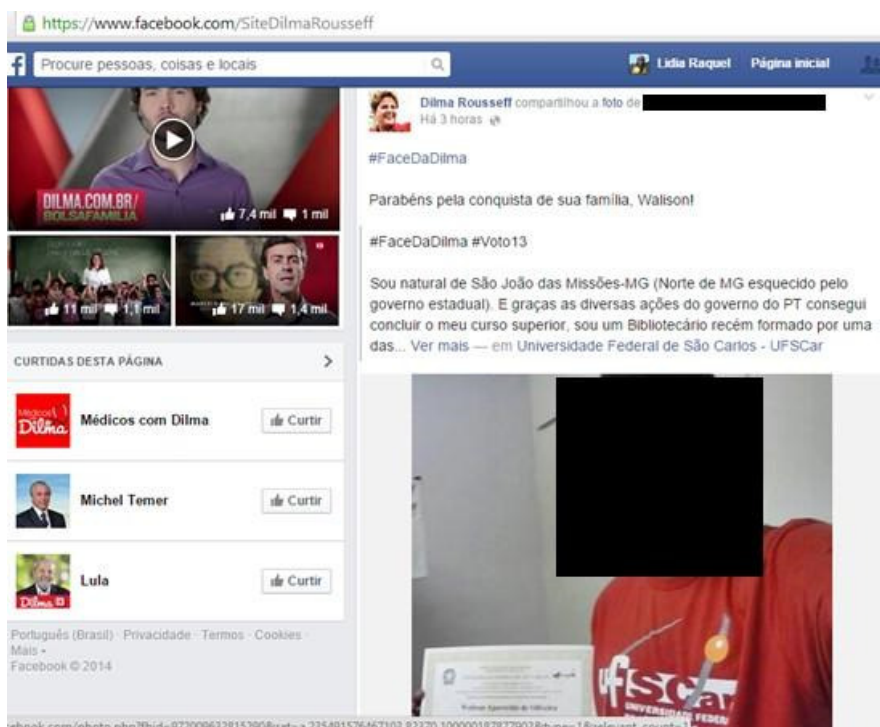 https://www.facebook.com/SiteDilmaRousseff
f Procure pessoas, coisas e locais
Lidia Raquel Página inicial
DILMA.COM.BR/
BOLSAFAMILIA
7,4 mil 1 mil
11 mil 1,1 mil
17 mil 1,4 mil
CURTIDAS DESTA PÁGINA
Médicos
Dilma
Médicos com Dilma
Curtir
Michel Temer
Curtir
Dilma 13
Lula
Curtir
Português (Brasil) · Privacidade · Termos · Cookies ·
Mais
Facebook © 2014
Dilma Rousseff compartilhou a foto de
Há 3 horas
#FaceDaDilma
Parabéns pela conquista de sua família, Walison!
#FaceDaDilma #Voto13
Sou natural de São João das Missões-MG (Norte de MG esquecido pelo
governo estadual). E graças as diversas ações do governo do PT consegui
concluir o meu curso superior, sou um Bibliotecário recém formado por uma
das... Ver mais — em Universidade Federal de São Carlos - UFSCar
ufscar
UNIVERSIDADE FEDERAL